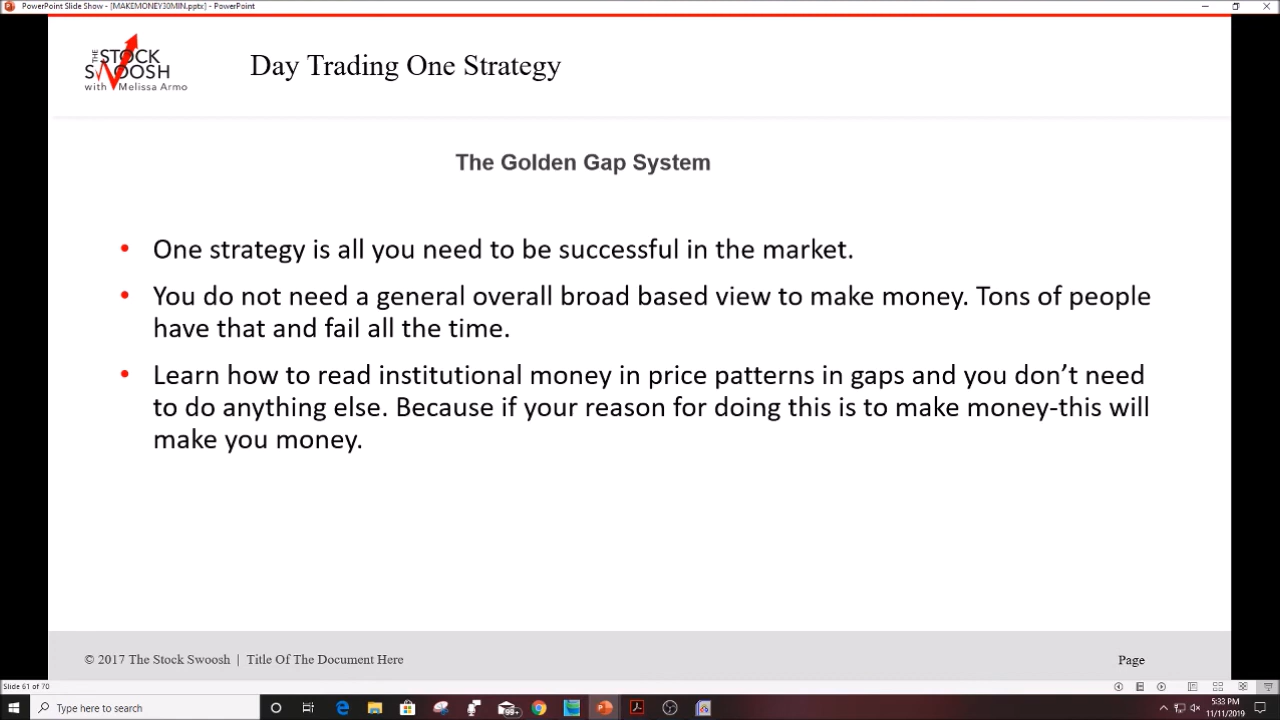 PowerPoint Slide Show - [MAKEMONEY30MIN.pptx] - PowerPoint
THE
STOCK
SWOOSH
with Melissa Armo
Day Trading One Strategy
The Golden Gap System
• One strategy is all you need to be successful in the market.
• You do not need a general overall broad based view to make money. Tons of people
have that and fail all the time.
• Learn how to read institutional money in price patterns in gaps and you don’t need
to do anything else. Because if your reason for doing this is to make money-this will
make you money.
© 2017 The Stock Swoosh | Title Of The Document Here
Page
Slide 61 of 70
Type here to search
99+
5:33 PM
11/11/2019